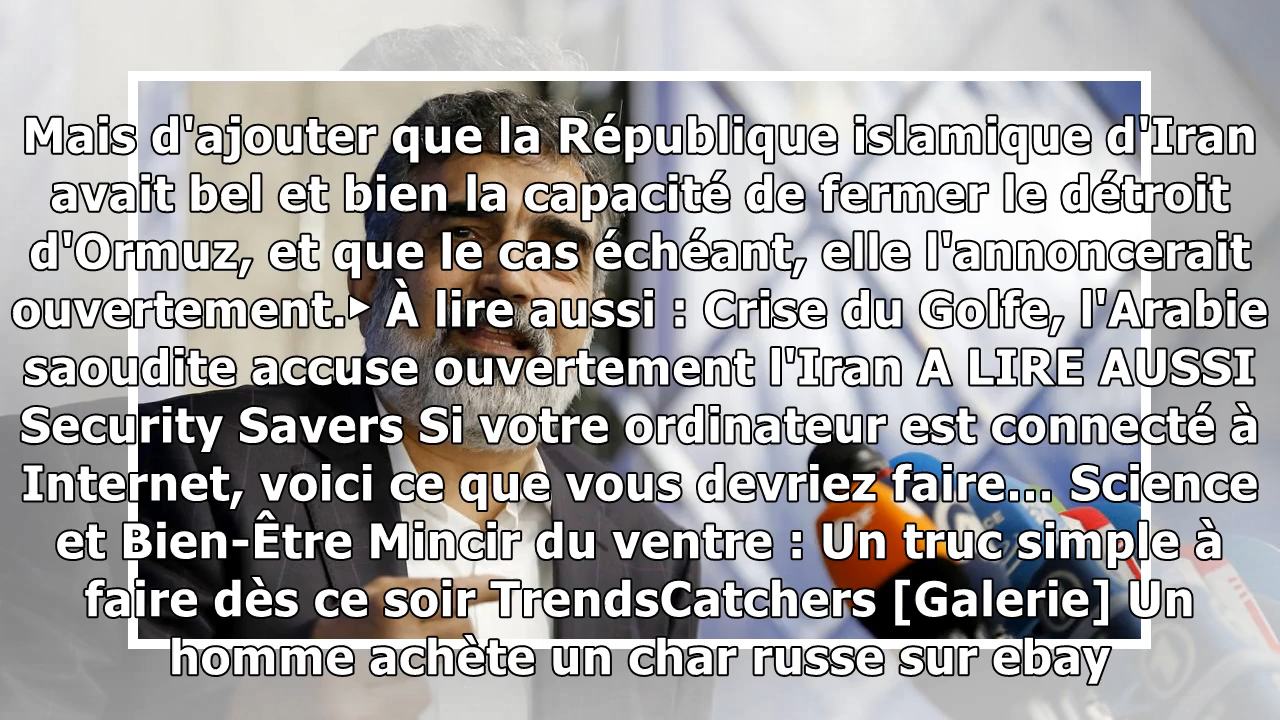 Mais d'ajouter que la République islamique d'Iran
avait bel et bien la capacité de fermer le détroit
d'Ormuz, et que le cas échéant, elle l'annoncerait
ouvertement.▸ À lire aussi : Crise du Golfe, l'Arabie
saoudite accuse ouvertement l'Iran A LIRE AUSSI
Security Savers Si votre ordinateur est connecté à
Internet, voici ce que vous devriez faire... Science
et Bien-Être Mincir du ventre : Un truc simple à
faire dès ce soir TrendsCatchers [Galerie] Un
homme achète un char russe sur ebay